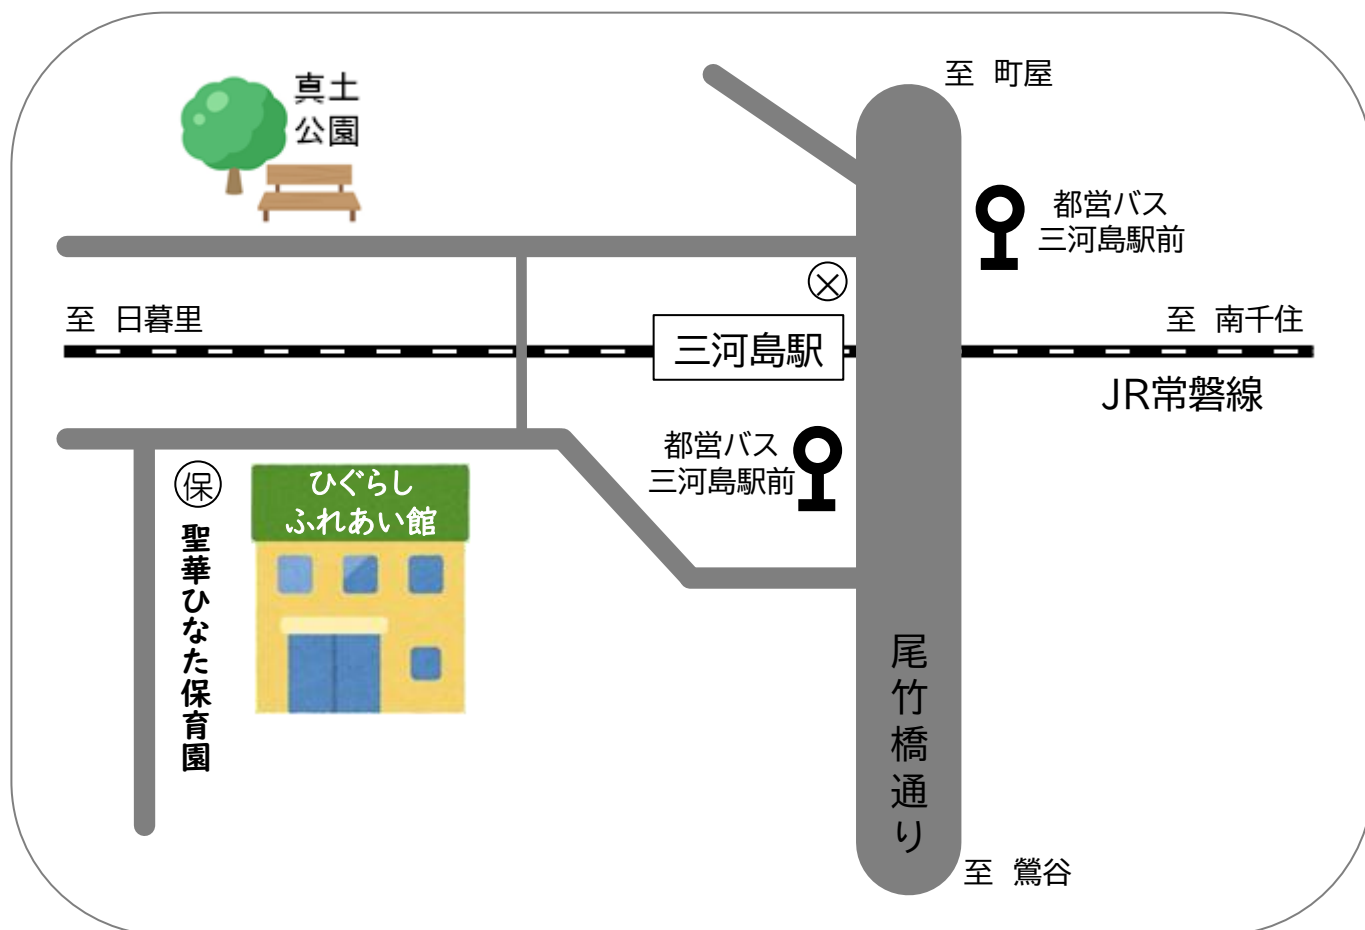 至 町屋
真土
公園
都営バス
三河島駅前
至 日暮里
三河島駅
至 南千住
JR常磐線
都営バス
三河島駅前
保
ひぐらし
ふれあい館
聖華ひなた保育園
尾竹橋通り
至 鶯谷